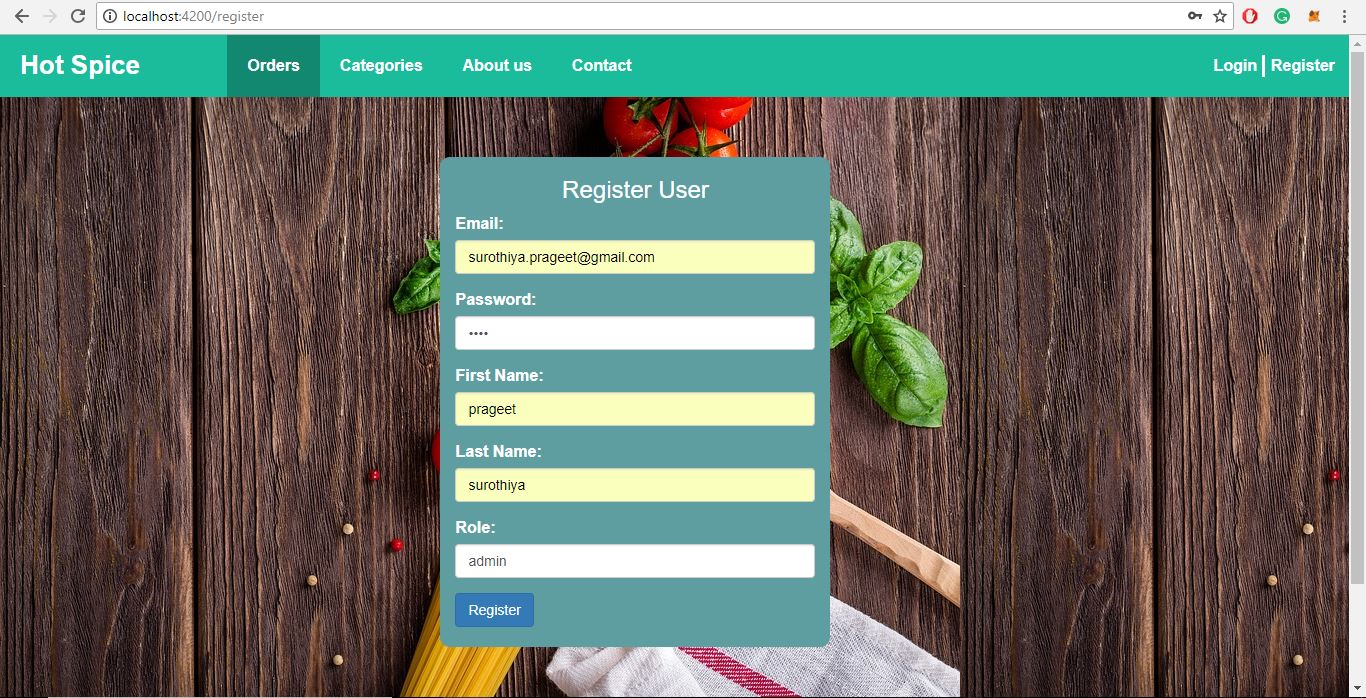 localhost:4200/register
Hot Spice Orders Categories About us Contact Login | Register
Register User
Email:
surothiya.prageet@gmail.com
Password:
••••
First Name:
prageet
Last Name:
surothiya
Role:
admin
Register